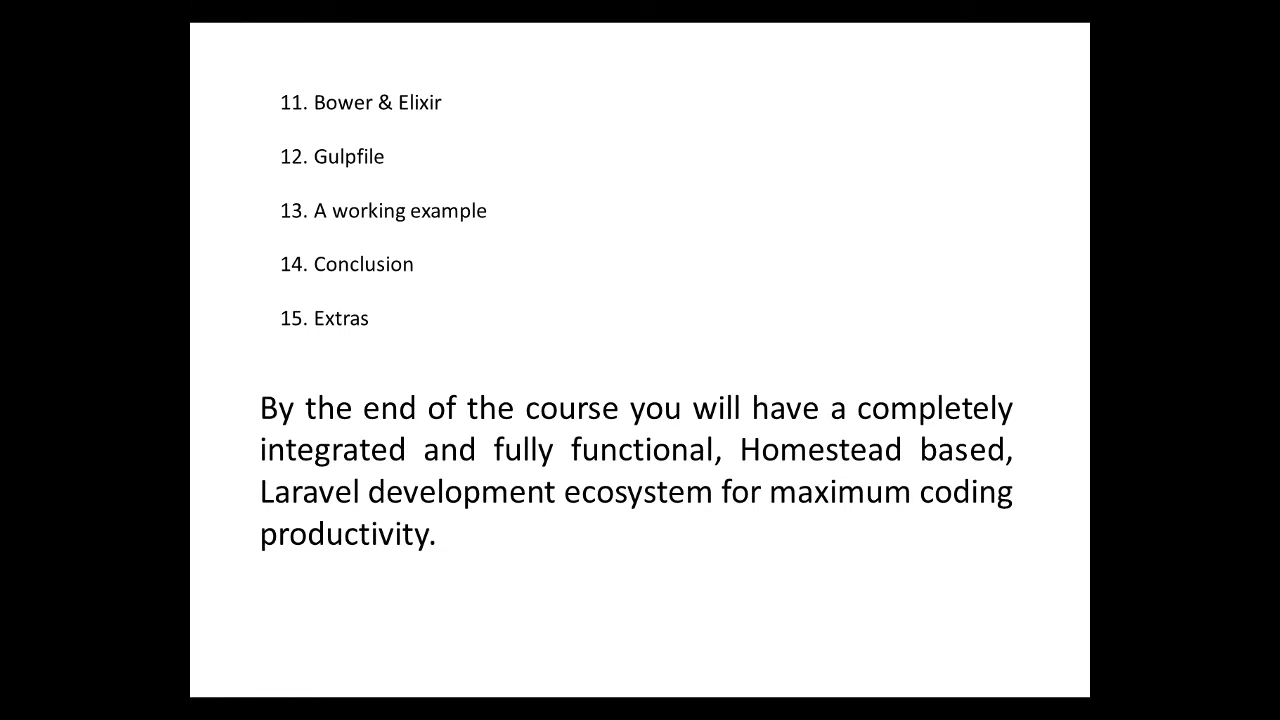 11. Bower & Elixir
12. Gulpfile
13. A working example
14. Conclusion
15. Extras
By the end of the course you will have a completely
integrated and fully functional, Homestead based,
Laravel development ecosystem for maximum coding
productivity.